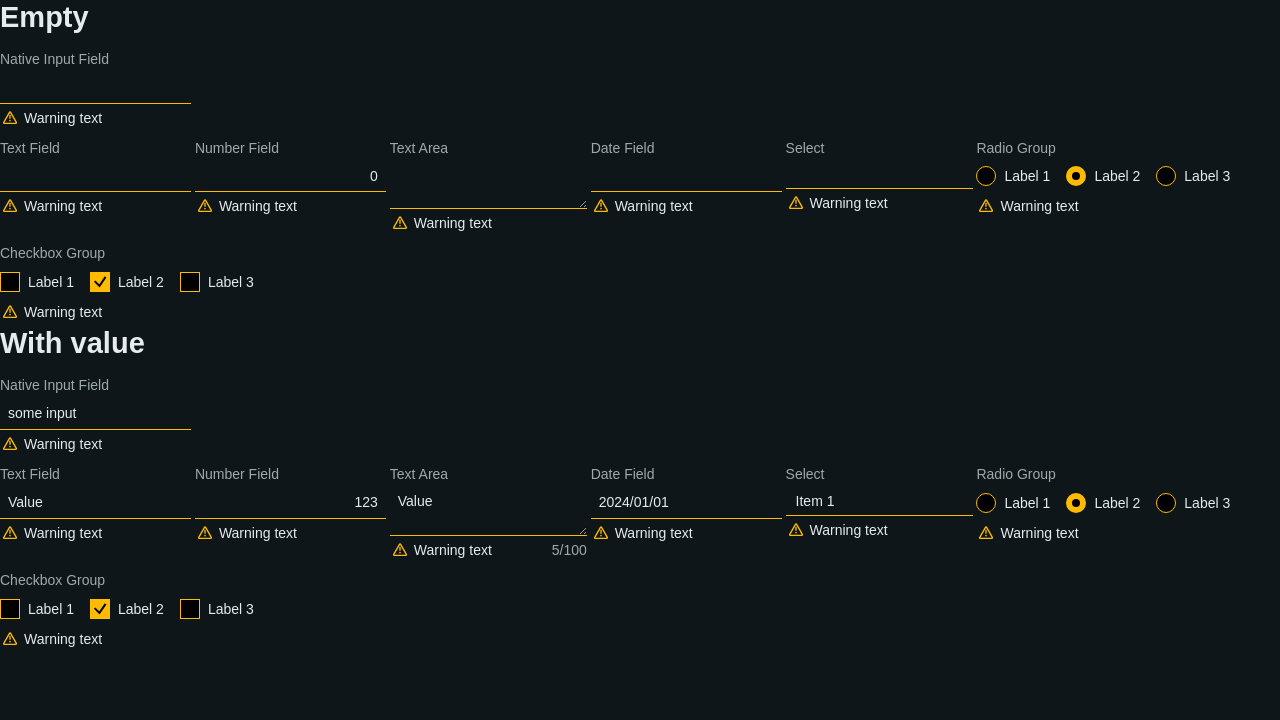 Empty
Native Input Field
Warning text
Text Field
Number Field
Text Area
Date Field
Select
Radio Group
0
Label 1
Label 2
Label 3
Warning text
Warning text
Warning text
Warning text
Warning text
Warning text
Checkbox Group
Label 1
Label 2
Label 3
Warning text
With value
Native Input Field
some input
Warning text
Text Field
Number Field
Text Area
Date Field
Select
Radio Group
Value
123
Value
2024/01/01
Item 1
Label 1
Label 2
Label 3
Warning text
Warning text
Warning text
5/100
Warning text
Warning text
Warning text
Checkbox Group
Label 1
Label 2
Label 3
Warning text